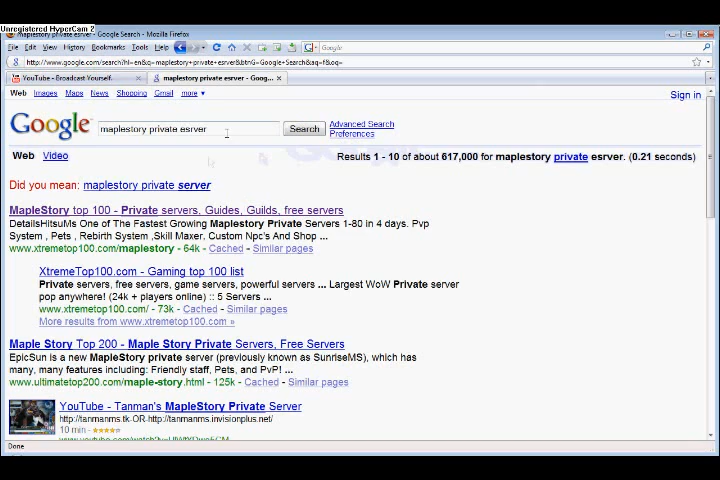 Unregistered HyperCam 2
maplestory private esrver - Google Search - Mozilla Firefox
File Edit View History Bookmarks Tools Help
Google
http://www.google.com/search?hl=en&q=maplestory+private+esrver&btnG=Google+Search&aq=f&oq=
YouTube - Broadcast Yourself.
maplestory private esrver - Goog...
Web Images Maps News Shopping Gmail more ▾
Sign in
Google
maplestory private esrver
Search
Advanced Search
Preferences
Web Video
Results 1 - 10 of about 617,000 for maplestory private esrver. (0.21 seconds)
Did you mean: maplestory private server
MapleStory top 100 - Private servers, Guides, Guilds, free servers
DetailsHitsuMs One of The Fastest Growing Maplestory Private Servers 1-80 in 4 days. Pvp
System , Pets , Rebirth System ,Skill Maxer, Custom Npc's And Shop ...
www.xtremetop100.com/maplestory - 64k - Cached - Similar pages
XtremeTop100.com - Gaming top 100 list
Private servers, free servers, game servers, powerful servers ... Largest WoW Private server
pop anywhere! (24k + players online) :: 5 Servers ...
www.xtremetop100.com/ - 73k - Cached - Similar pages
More results from www.xtremetop100.com »
Maple Story Top 200 - Maple Story Private Servers, Free Servers
EpicSun is a new MapleStory private server (previously known as SunriseMS), which has
many, many features including: Friendly staff, Pets, and PvP! ...
www.ultimatetop200.com/maple-story.html - 125k - Cached - Similar pages
YouTube - Tanman's MapleStory Private Server
http://tanmanms.tk-OR-http://tanmanms.invisionplus.net/
10 min -
Done